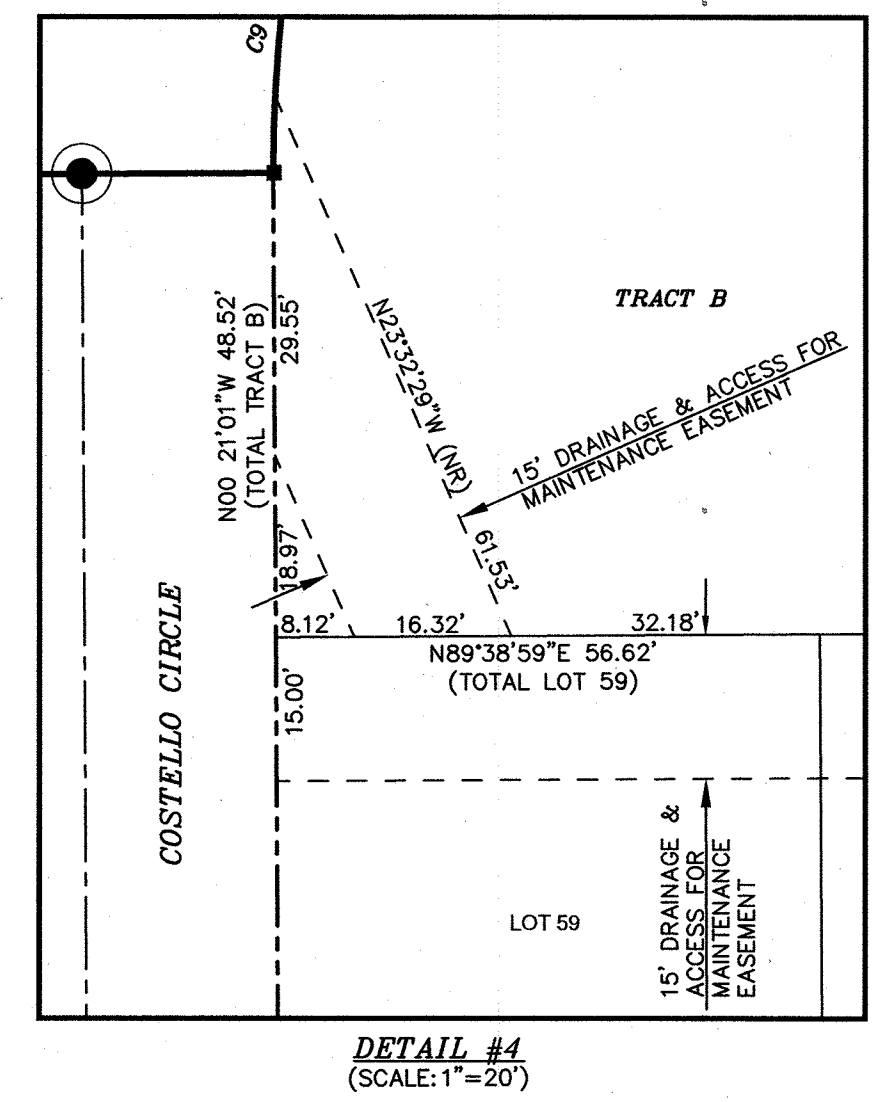 C9
N00 21'01"W 48.52'
(TOTAL TRACT B)
29.55'
N23°32'29"W (NR)
61.53'
TRACT B
15' DRAINAGE & ACCESS FOR
MAINTENANCE EASEMENT
18.97'
8.12'
16.32'
32.18'
N89°38'59"E 56.62'
(TOTAL LOT 59)
15.00'
COSTELLO CIRCLE
15' DRAINAGE &
ACCESS FOR
MAINTENANCE
EASEMENT
LOT 59
DETAIL #4
(SCALE: 1"=20')